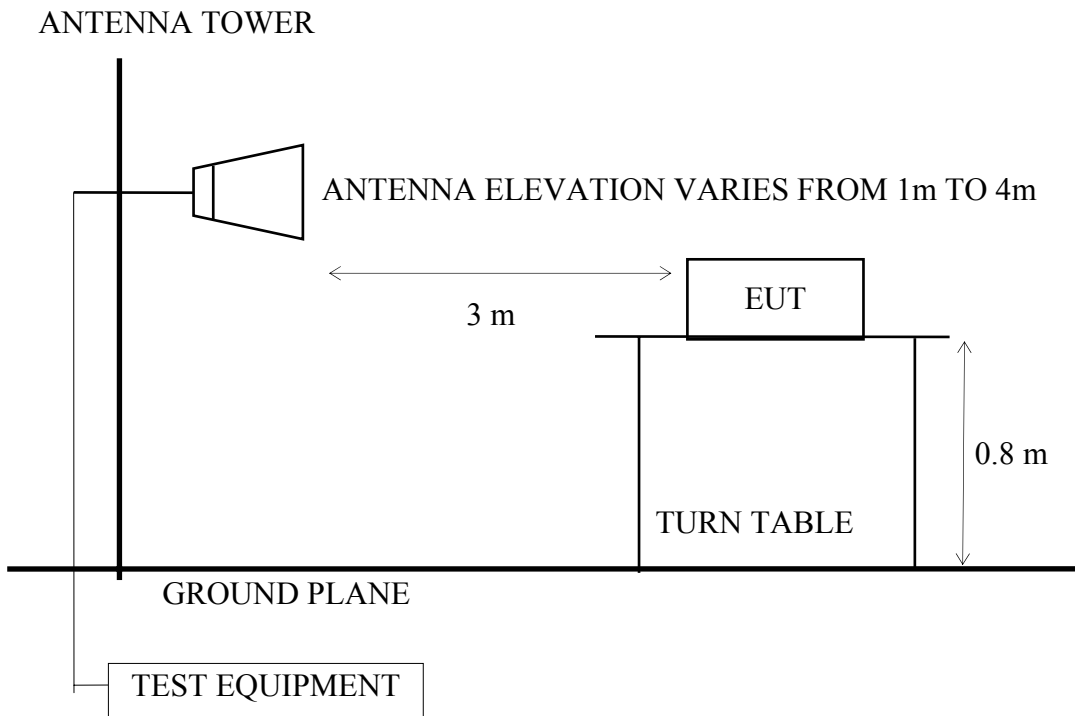 ANTENNA TOWER
ANTENNA ELEVATION VARIES FROM 1m TO 4m
EUT
3 m
0.8 m
TURN TABLE
GROUND PLANE
TEST EQUIPMENT